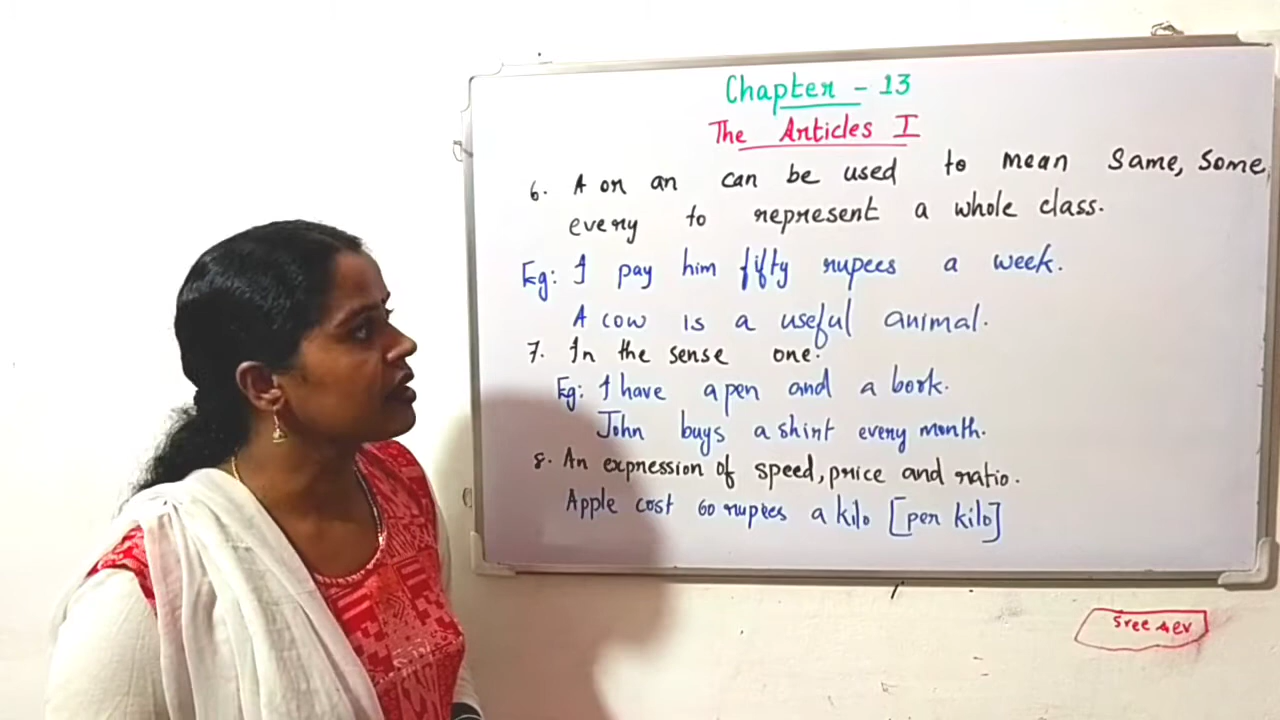 Chapter - 13
The Articles I
6. A or an can be used to mean same, some,
every to represent a whole class.
Eg: I pay him fifty rupees a week.
A cow is a useful animal.
7. In the sense one.
Eg: I have a pen and a book.
John buys a shirt every month.
8. An expression of speed, price and ratio.
Apple cost 60 rupees a kilo [per kilo]
Sree